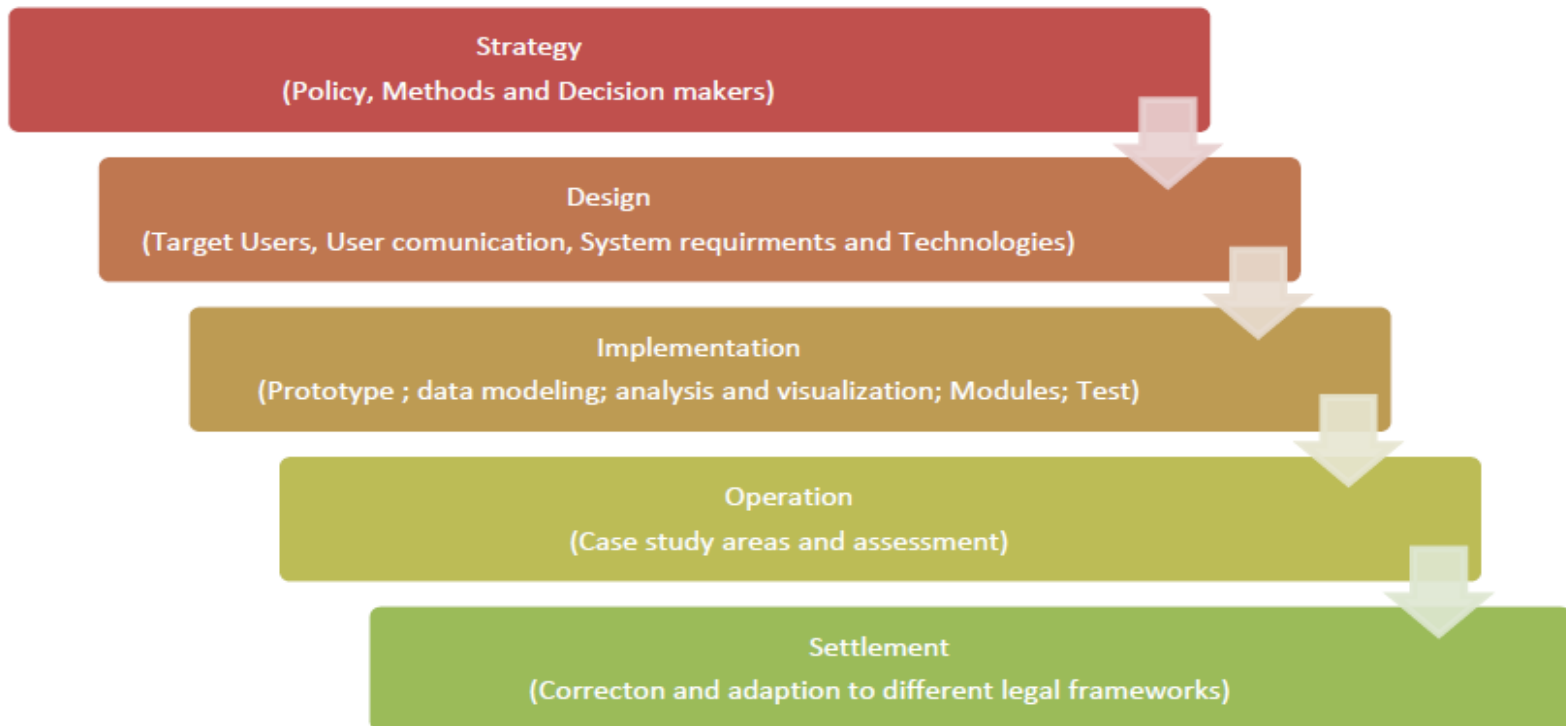 Strategy
(Policy, Methods and Decision makers)
Design
(Target Users, User comunication, System requirments and Technologies)
Implementation
(Prototype ; data modeling; analysis and visualization; Modules; Test)
Operation
(Case study areas and assessment)
Settlement
(Correcton and adaption to different legal frameworks)